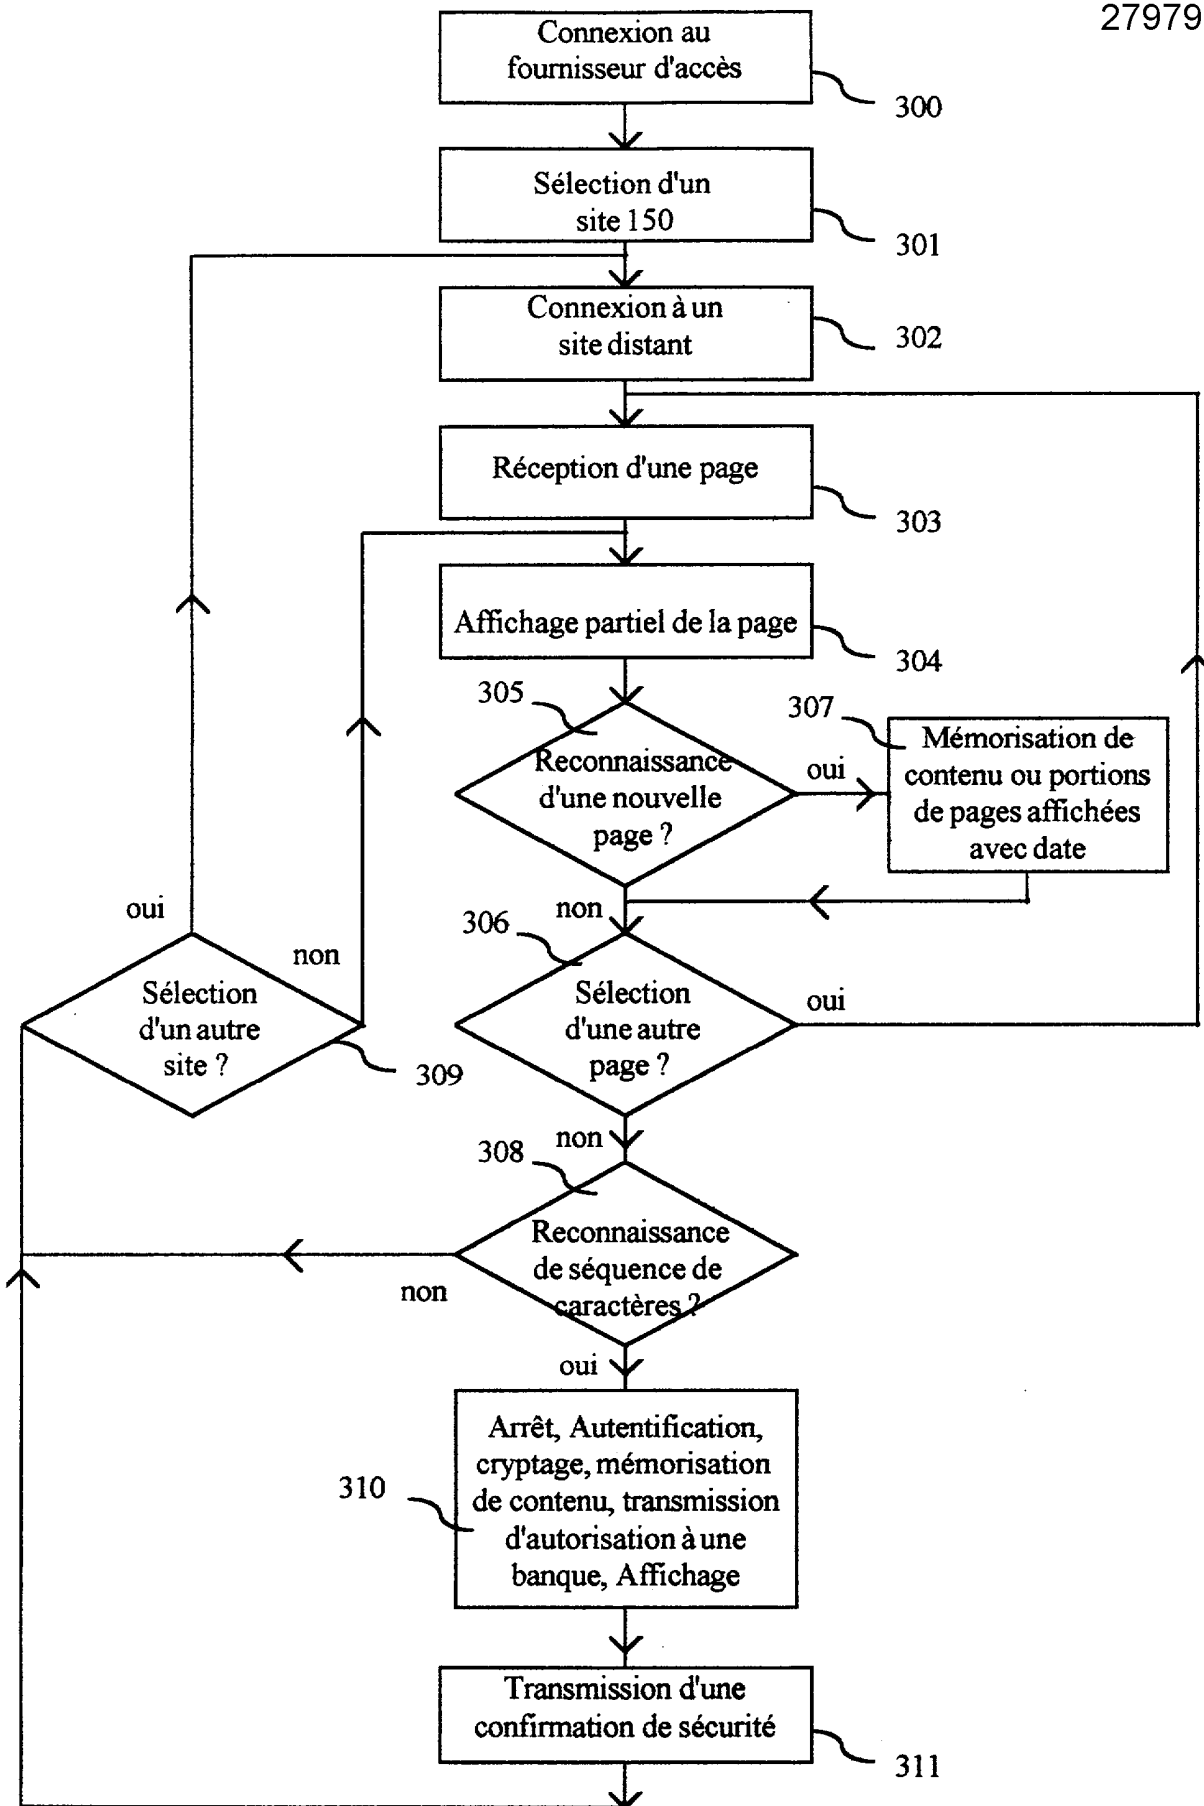 27979
Connexion au
fournisseur d'accès
300
Sélection d'un
site 150
301
Connexion à un
site distant
302
Réception d'une page
303
Affichage partiel de la page
304
305
Reconnaissance
d'une nouvelle
page ?
oui
307
Mémorisation de
contenu ou portions
de pages affichées
avec date
non
306
Sélection
d'une autre
page ?
oui
oui
non
Sélection
d'un autre
site ?
309
non
308
Reconnaissance
de séquence de
caractères ?
non
oui
310
Arrêt, Autentification,
cryptage, mémorisation
de contenu, transmission
d'autorisation à une
banque, Affichage
Transmission d'une
confirmation de sécurité
311